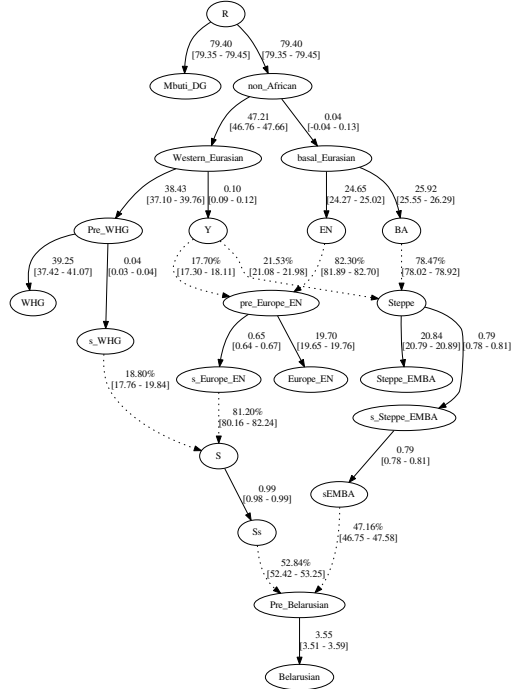 R
79.40
[79.35 - 79.45]
79.40
[79.35 - 79.45]
Mbuti_DG
non_African
47.21
[46.76 - 47.66]
0.04
[-0.04 - 0.13]
Western_Eurasian
basal_Eurasian
38.43
[37.10 - 39.76]
0.10
[0.09 - 0.12]
24.65
[24.27 - 25.02]
25.92
[25.55 - 26.29]
Pre_WHG
Y
EN
BA
39.25
[37.42 - 41.07]
0.04
[0.03 - 0.04]
17.70%
[17.30 - 18.11]
21.53%
[21.08 - 21.98]
82.30%
[81.89 - 82.70]
78.47%
[78.02 - 78.92]
WHG
pre_Europe_EN
Steppe
s_WHG
0.65
[0.64 - 0.67]
19.70
[19.65 - 19.76]
20.84
[20.79 - 20.89]
0.79
[0.78 - 0.81]
18.80%
[17.76 - 19.84]
s_Europe_EN
Europe_EN
Steppe_EMBA
81.20%
[80.16 - 82.24]
s_Steppe_EMBA
S
0.79
[0.78 - 0.81]
0.99
[0.98 - 0.99]
sEMBA
Ss
47.16%
[46.75 - 47.58]
52.84%
[52.42 - 53.25]
Pre_Belarusian
3.55
[3.51 - 3.59]
Belarusian